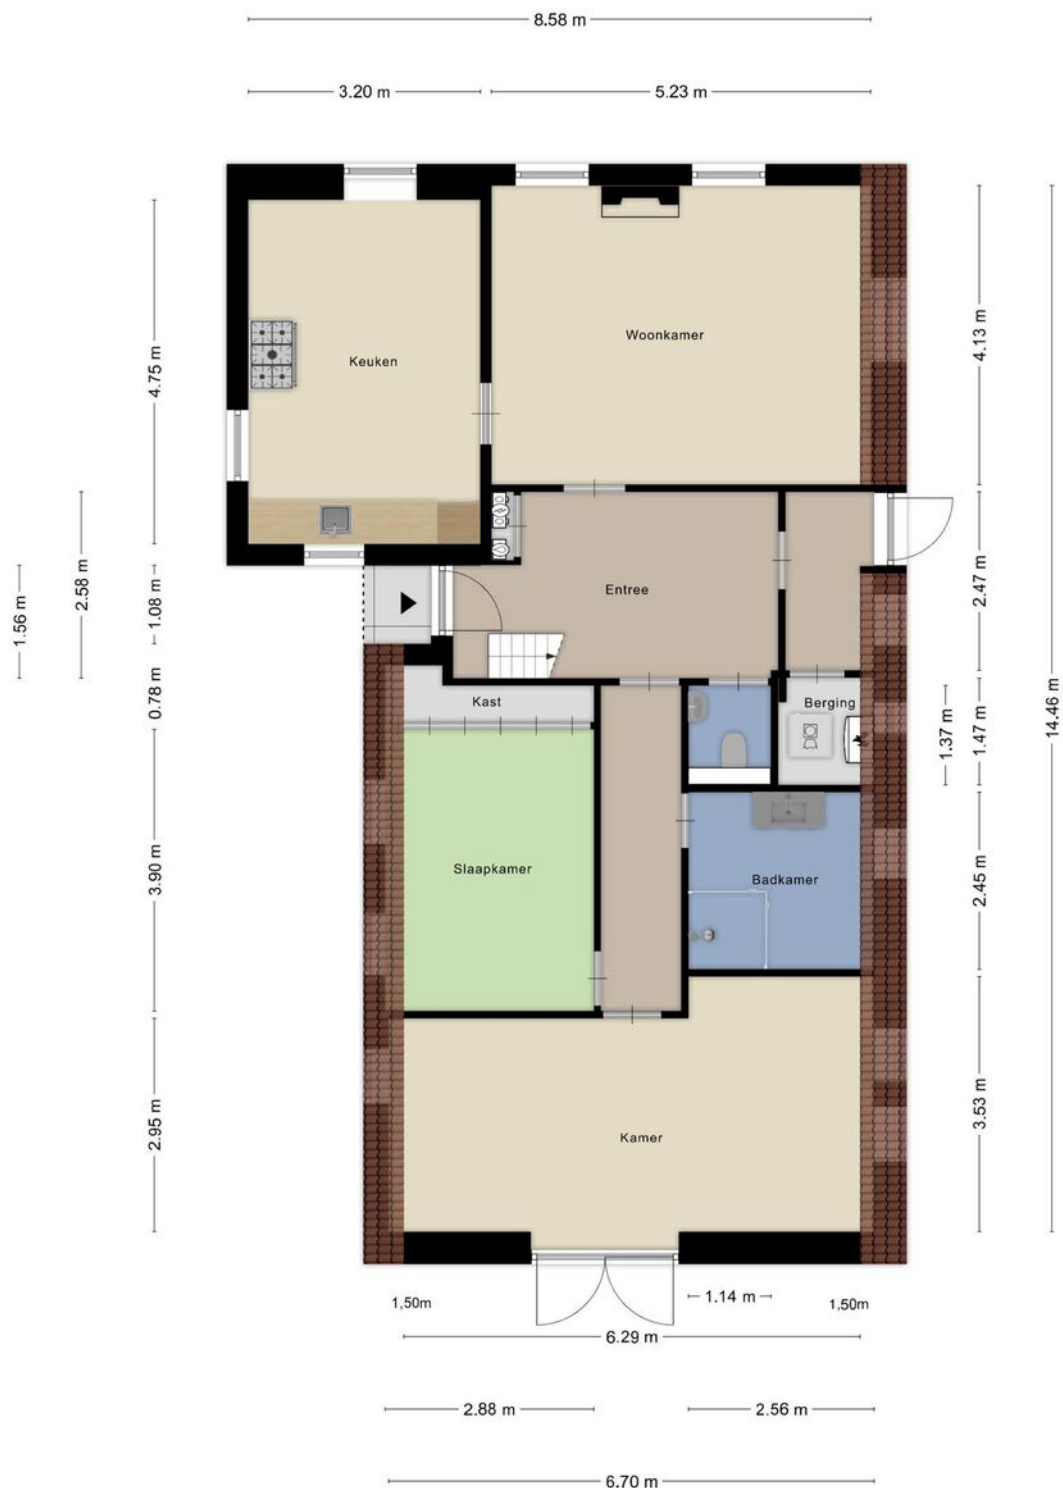 8.58 m
3.20 m
5.23 m
4.75 m
4.13 m
Woonkamer
Keuken
14.46 m
2.58 m
1.56 m
1.08 m
2.47 m
Entree
0.78 m
Kast
Berging
1.37 m
1.47 m
3.90 m
Slaapkamer
Badkamer
2.45 m
2.95 m
3.53 m
Kamer
1,50m
1.14 m
1,50m
6.29 m
2.88 m
2.56 m
6.70 m